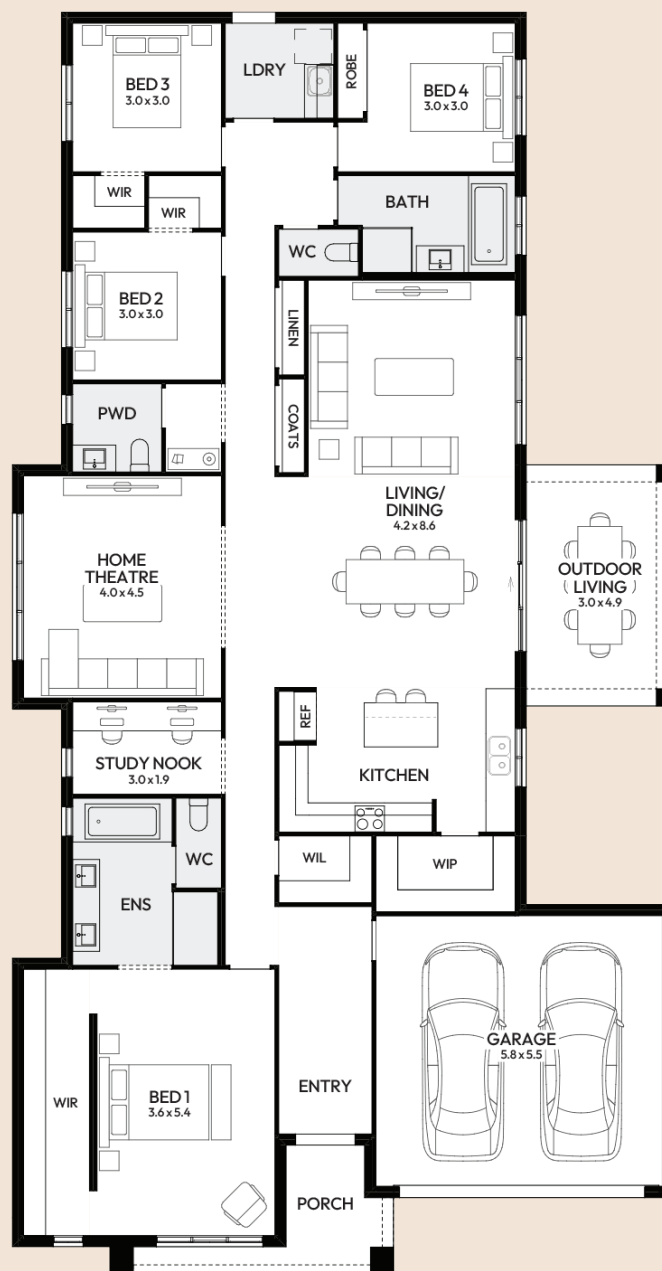 BED 3
3.0 x 3.0
LDRY
ROBE
BED 4
3.0 x 3.0
WIR
WIR
BATH
WC
BED 2
3.0 x 3.0
LINEN
COATS
PWD
LIVING/
DINING
4.2 x 8.6
HOME
THEATRE
4.0 x 4.5
OUTDOOR
LIVING
3.0 x 4.9
REF
STUDY NOOK
3.0 x 1.9
KITCHEN
WC
WIL
WIP
ENS
GARAGE
5.8 x 5.5
WIR
BED 1
3.6 x 5.4
ENTRY
PORCH